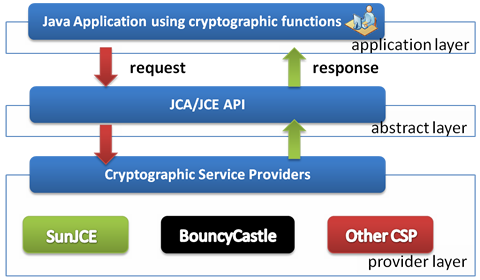 Java Application using cryptographic functions
application layer
request
response
JCA/JCE API
abstract layer
Cryptographic Service Providers
SunJCE
BouncyCastle
Other CSP
provider layer